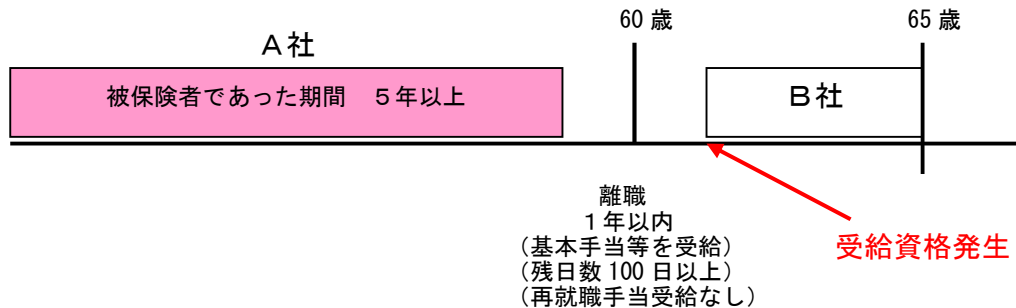 60 歳
65 歳
A社
被保険者であった期間 5年以上
B社
離職
1年以内
(基本手当等を受給)
(残日数 100 日以上)
(再就職手当受給なし)
受給資格発生